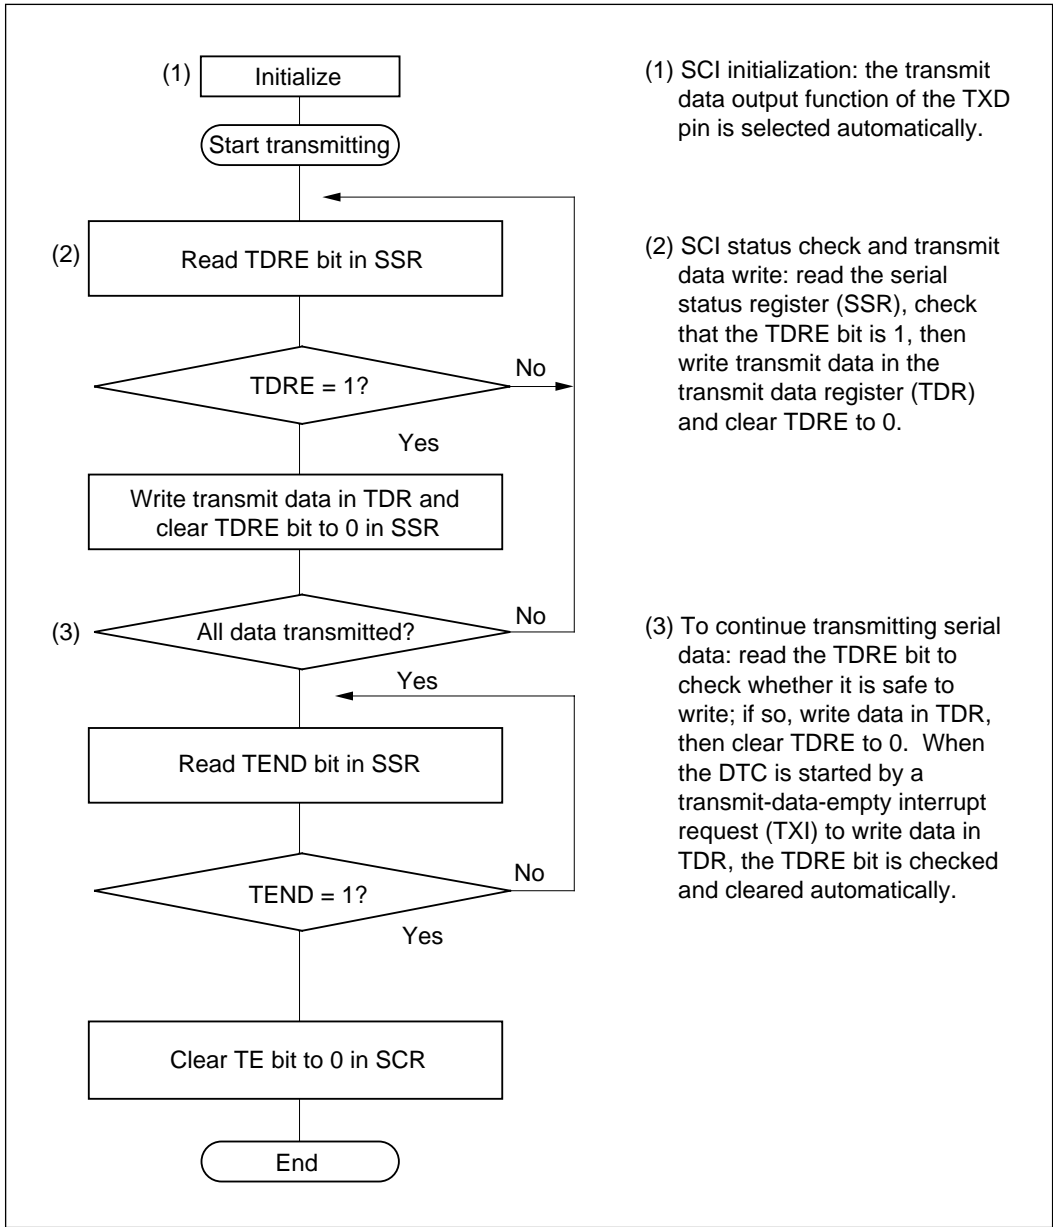 (1) Initialize
Start transmitting
(2) Read TDRE bit in SSR
TDRE = 1?
No
Yes
Write transmit data in TDR and
clear TDRE bit to 0 in SSR
(3) All data transmitted?
No
Yes
Read TEND bit in SSR
TEND = 1?
No
Yes
Clear TE bit to 0 in SCR
End
(1) SCI initialization: the transmit
data output function of the TXD
pin is selected automatically.
(2) SCI status check and transmit
data write: read the serial
status register (SSR), check
that the TDRE bit is 1, then
write transmit data in the
transmit data register (TDR)
and clear TDRE to 0.
(3) To continue transmitting serial
data: read the TDRE bit to
check whether it is safe to
write; if so, write data in TDR,
then clear TDRE to 0.  When
the DTC is started by a
transmit-data-empty interrupt
request (TXI) to write data in
TDR, the TDRE bit is checked
and cleared automatically.